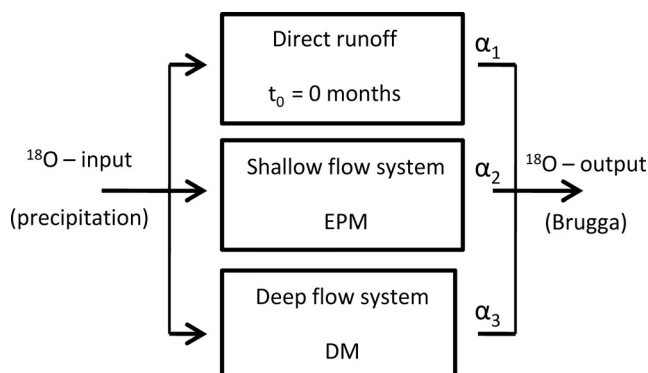 Direct runoff
t₀ = 0 months
α₁
¹⁸O – input
(precipitation)
Shallow flow system
EPM
α₂
¹⁸O – output
(Brugga)
Deep flow system
DM
α₃